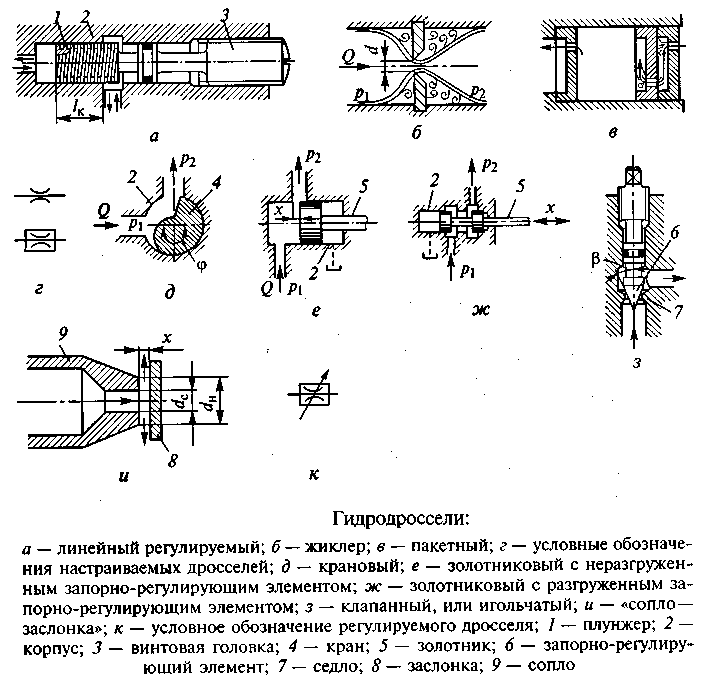 1 2 3
lк
а
Q d
p1 p2
б
в
г
2 p2 4
Q p1
φ
д
p2
x 5
2
Q p1
е
p2
2 5
x
p1
ж
β 6
7
з
9 x
dс dн
8
и
к
Гидродроссели:
а — линейный регулируемый; б — жиклер; в — пакетный; г — условные обозначе-
ния настраиваемых дросселей; д — крановый; е — золотниковый с неразгружен-
ным запорно-регулирующим элементом; ж — золотниковый с разгруженным за-
порно-регулирующим элементом; з — клапанный, или игольчатый; и — «сопло—
заслонка»; к — условное обозначение регулируемого дросселя; 1 — плунжер; 2 —
корпус; 3 — винтовая головка; 4 — кран; 5 — золотник; 6 — запорно-регулиру-
ющий элемент; 7 — седло; 8 — заслонка; 9 — сопло